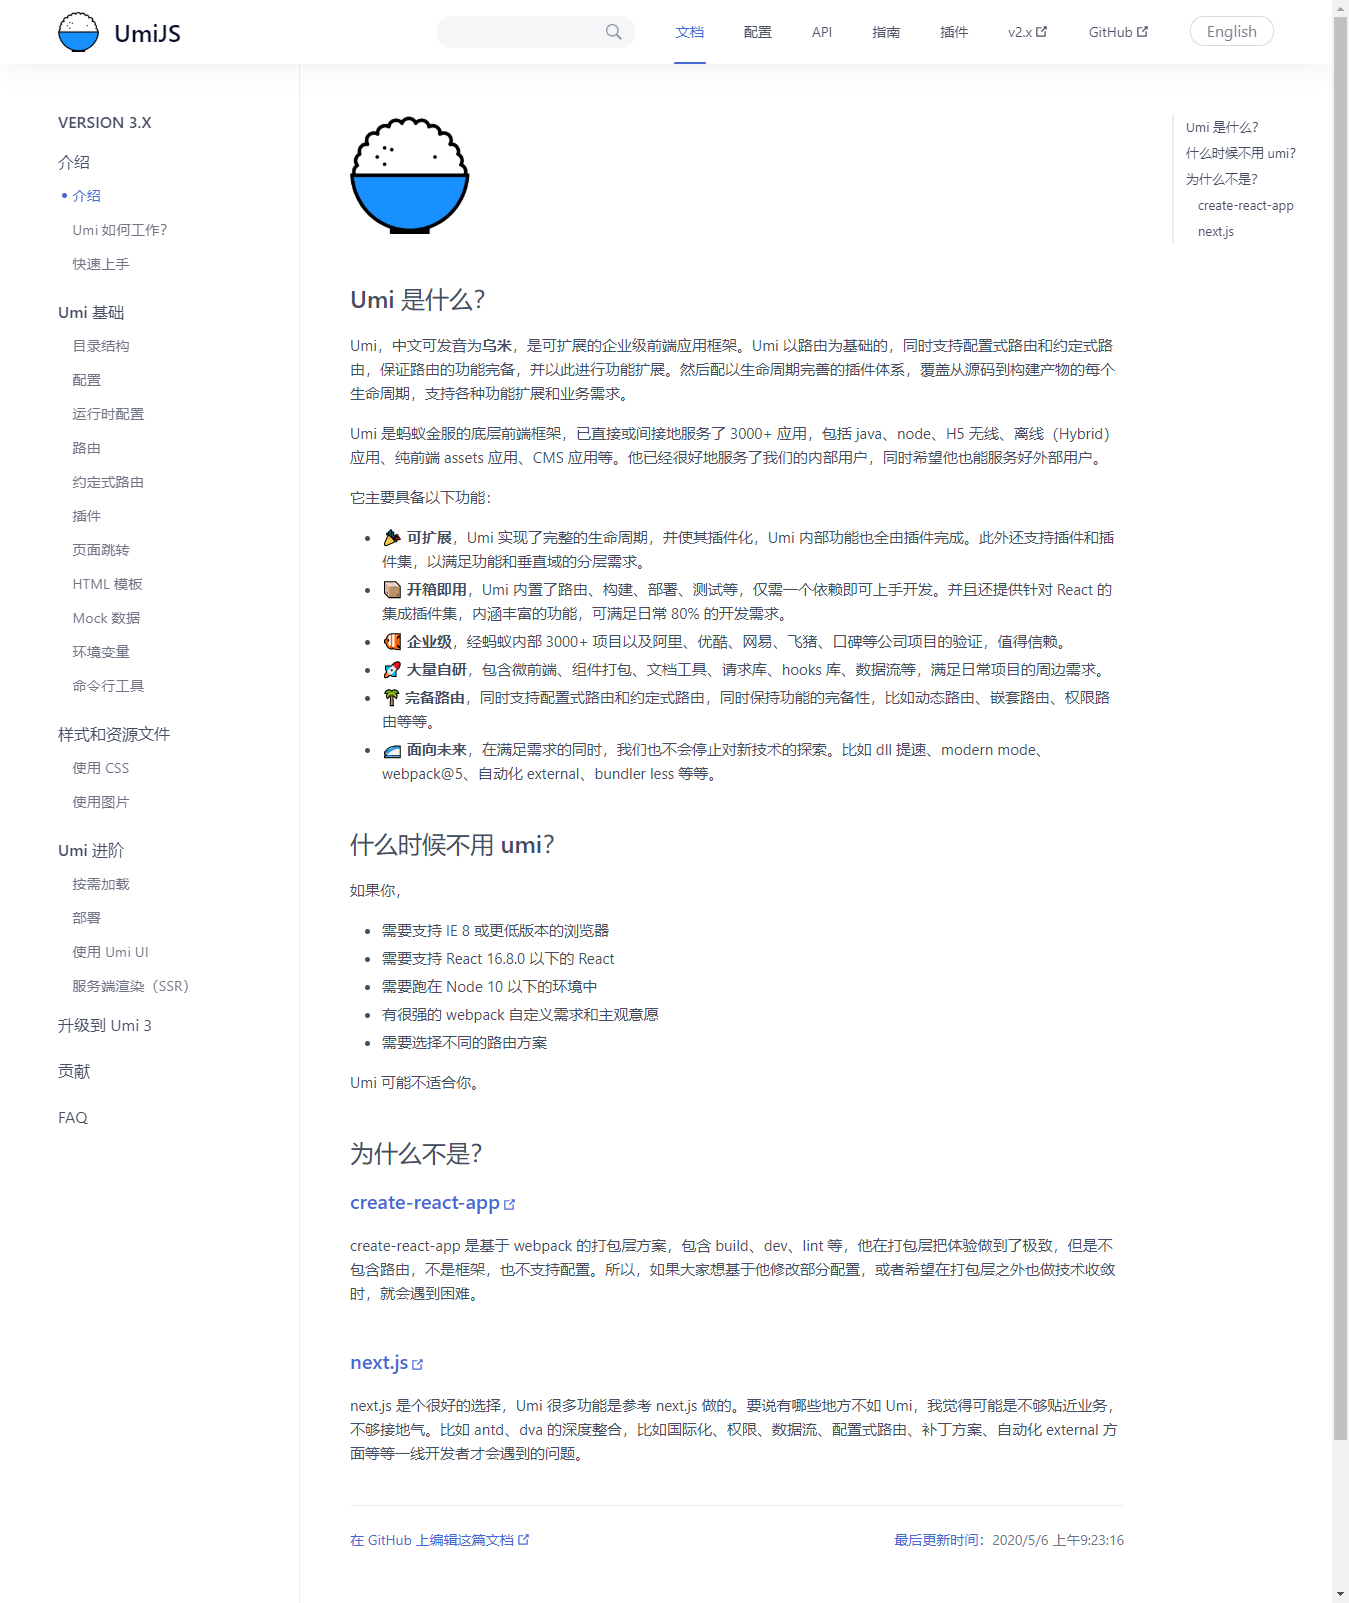 UmiJS
文档
配置
API
指南
插件
v2.x
GitHub
English
VERSION 3.X
介绍
介绍
Umi 如何工作?
快速上手
Umi 基础
目录结构
配置
运行时配置
路由
约定式路由
插件
页面跳转
HTML 模板
Mock 数据
环境变量
命令行工具
样式和资源文件
使用 CSS
使用图片
Umi 进阶
按需加载
部署
使用 Umi UI
服务端渲染（SSR）
升级到 Umi 3
贡献
FAQ
Umi 是什么?
Umi，中文可发音为乌米，是可扩展的企业级前端应用框架。Umi 以路由为基础的，同时支持配置式路由和约定式路
由，保证路由的功能完备，并以此进行功能扩展。然后配以生命周期完善的插件体系，覆盖从源码到构建产物的每个
生命周期，支持各种功能扩展和业务需求。
Umi 是蚂蚁金服的底层前端框架，已直接或间接地服务了 3000+ 应用，包括 java、node、H5 无线、离线（Hybrid）
应用、纯前端 assets 应用、CMS 应用等。他已经很好地服务了我们的内部用户，同时希望他也能服务好外部用户。
它主要具备以下功能：
🎉 可扩展，Umi 实现了完整的生命周期，并使其插件化，Umi 内部功能也全由插件完成。此外还支持插件和插
件集，以满足功能和垂直域的分层需求。
📦 开箱即用，Umi 内置了路由、构建、部署、测试等，仅需一个依赖即可上手开发。并且还提供针对 React 的
集成插件集，内涵丰富的功能，可满足日常 80% 的开发需求。
🐠 企业级，经蚂蚁内部 3000+ 项目以及阿里、优酷、网易、飞猪、口碑等公司项目的验证，值得信赖。
🚀 大量自研，包含微前端、组件打包、文档工具、请求库、hooks 库、数据流等，满足日常项目的周边需求。
🌴 完备路由，同时支持配置式路由和约定式路由，同时保持功能的完备性，比如动态路由、嵌套路由、权限路
由等等。
🚄 面向未来，在满足需求的同时，我们也不会停止对新技术的探索。比如 dll 提速、modern mode、
webpack@5、自动化 external、bundler less 等等。
什么时候不用 umi?
如果你，
需要支持 IE 8 或更低版本的浏览器
需要支持 React 16.8.0 以下的 React
需要跑在 Node 10 以下的环境中
有很强的 webpack 自定义需求和主观意愿
需要选择不同的路由方案
Umi 可能不适合你。
为什么不是?
create-react-app
create-react-app 是基于 webpack 的打包层方案，包含 build、dev、lint 等，他在打包层把体验做到了极致，但是不
包含路由，不是框架，也不支持配置。所以，如果大家想基于他修改部分配置，或者希望在打包层之外也做技术收敛
时，就会遇到困难。
next.js
next.js 是个很好的选择，Umi 很多功能是参考 next.js 做的。要说有哪些地方不如 Umi，我觉得可能是不够贴近业务，
不够接地气。比如 antd、dva 的深度整合，比如国际化、权限、数据流、配置式路由、补丁方案、自动化 external 方
面等等一线开发者才会遇到的问题。
在 GitHub 上编辑这篇文档
最后更新时间：2020/5/6 上午9:23:16
Umi 是什么?
什么时候不用 umi?
为什么不是?
create-react-app
next.js